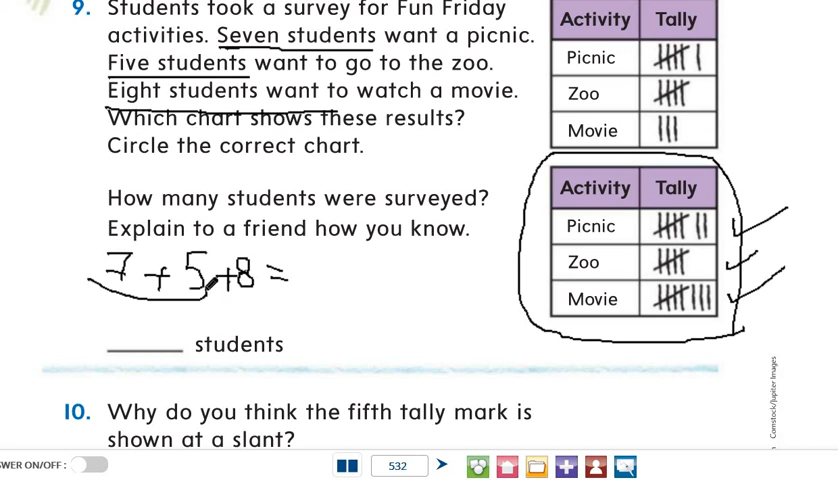 9. Students took a survey for Fun Friday
activities. Seven students want a picnic.
Five students want to go to the zoo.
Eight students want to watch a movie.
Which chart shows these results?
Circle the correct chart.
Activity Tally
Picnic
Zoo
Movie
How many students were surveyed?
Explain to a friend how you know.
7 + 5 + 8 =
students
Activity Tally
Picnic
Zoo
Movie
Comstock/Jupiter Images
10. Why do you think the fifth tally mark is
shown at a slant?
WER ON/OFF :
532